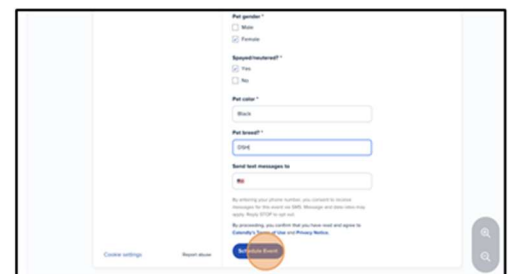 Pet gender *
Male
Female
Spayed/neutered? *
Yes
No
Pet color *
Black
Pet breed? *
DSH
Send text messages to
By entering your phone number, you consent to receive
messages for this event via SMS. Message and data rates may
apply. Reply STOP to opt out.
By proceeding, you confirm that you have read and agree to
Calendly's Terms of Use and Privacy Notice.
Cookie settings
Report abuse
Schedule Event